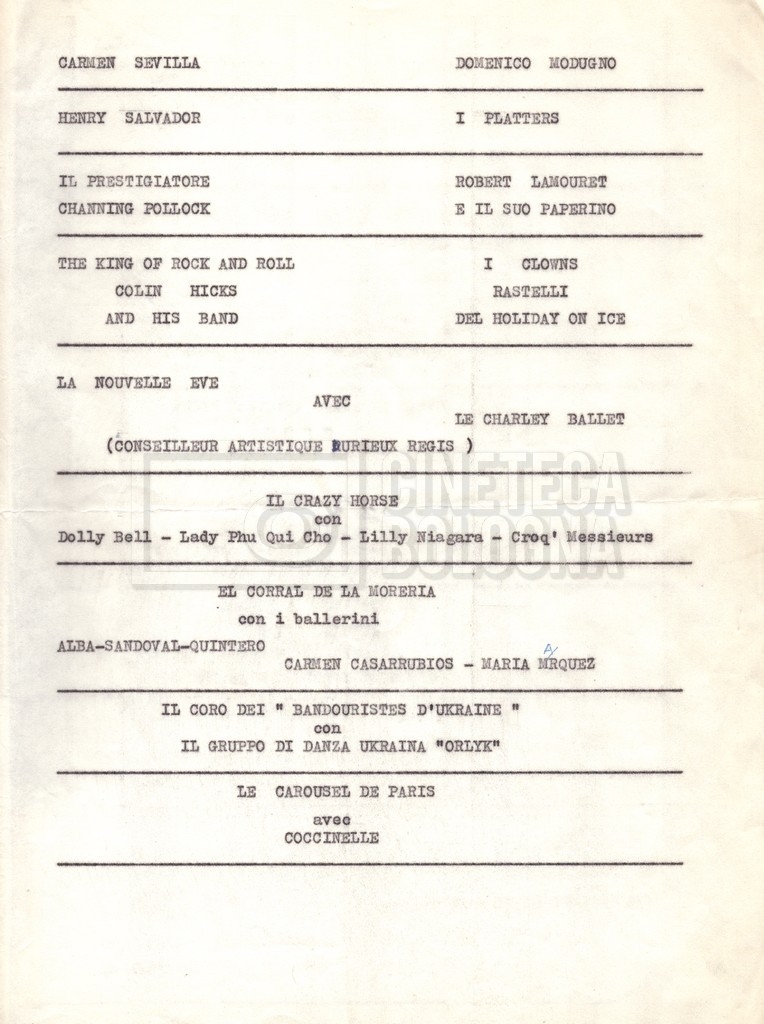 CARMEN SEVILLA DOMENICO MODUGNO
HENRY SALVADOR I PLATTERS
IL PRESTIGIATORE ROBERT LAMOURET
CHANNING POLLOCK E IL SUO PAPERINO
THE KING OF ROCK AND ROLL I CLOWNS
COLIN HICKS RASTELLI
AND HIS BAND DEL HOLIDAY ON ICE
LA NOUVELLE EVE
AVEC
LE CHARLEY BALLET
(CONSEILLEUR ARTISTIQUE DURIEUX REGIS )
CINETECA
BOLOGNA
IL CRAZY HORSE
con
Dolly Bell - Lady Phu Qui Cho - Lilly Niagara - Croq' Messieurs
EL CORRAL DE LA MORERIA
con i ballerini
ALBA-SANDOVAL-QUINTERO
A/
CARMEN CASARRUBIOS - MARIA MRQUEZ
IL CORO DEI " BANDOURISTES D'UKRAINE "
con
IL GRUPPO DI DANZA UKRAINA "ORLYK"
LE CAROUSEL DE PARIS
avec
COCCINELLE